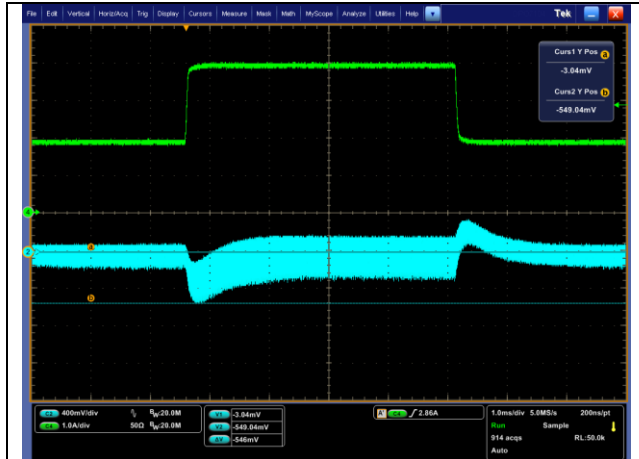 File Edit Vertical Horiz/Acq Trig Display Cursors Measure Mask Math MyScope Analyze Utilities Help Tek X
Curs1 Y Pos a
-3.04mV
Curs2 Y Pos b
-549.04mV
4
2
a
b
C2 400mV/div BW:20.0M
C4 1.0A/div 50Ω BW:20.0M
V1 -3.04mV
V2 -549.04mV
ΔV -546mV
A' C4 2.86A
1.0ms/div 5.0MS/s 200ns/pt
Run Sample
914 acqs RL:50.0k
Auto